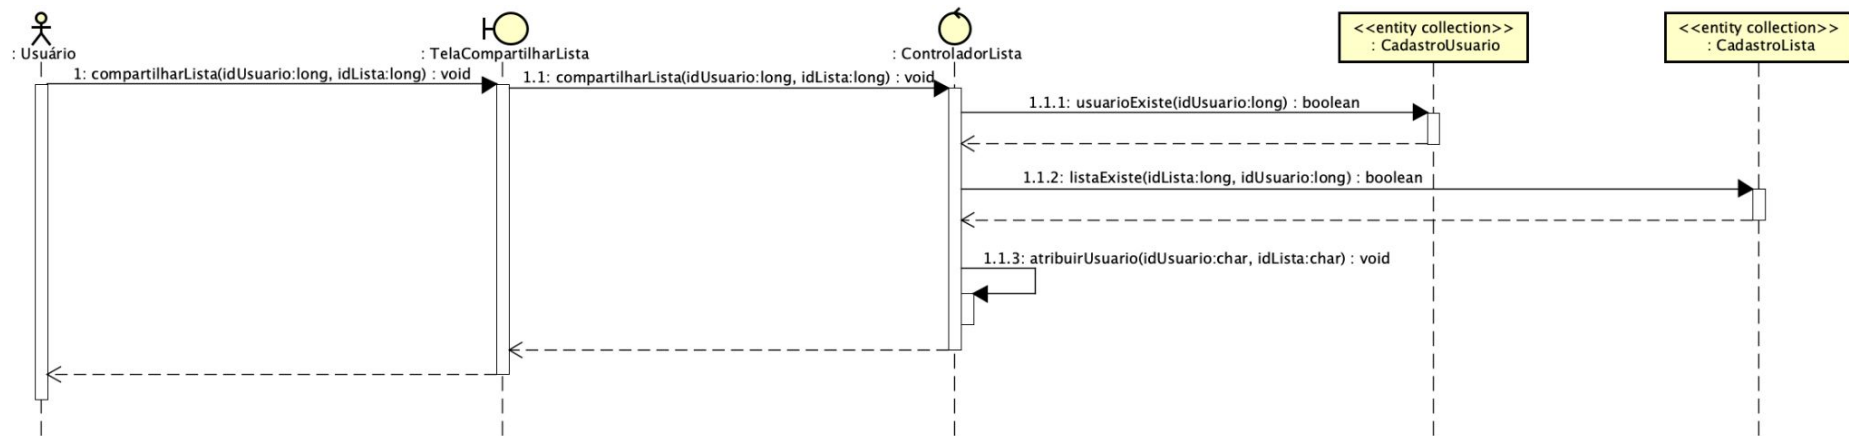 : Usuário
: TelaCompartilharLista
: ControladorLista
<<entity collection>>
: CadastroUsuario
<<entity collection>>
: CadastroLista
1: compartilharLista(idUsuario:long, idLista:long) : void
1.1: compartilharLista(idUsuario:long, idLista:long) : void
1.1.1: usuarioExiste(idUsuario:long) : boolean
1.1.2: listaExiste(idLista:long, idUsuario:long) : boolean
1.1.3: atribuirUsuario(idUsuario:char, idLista:char) : void